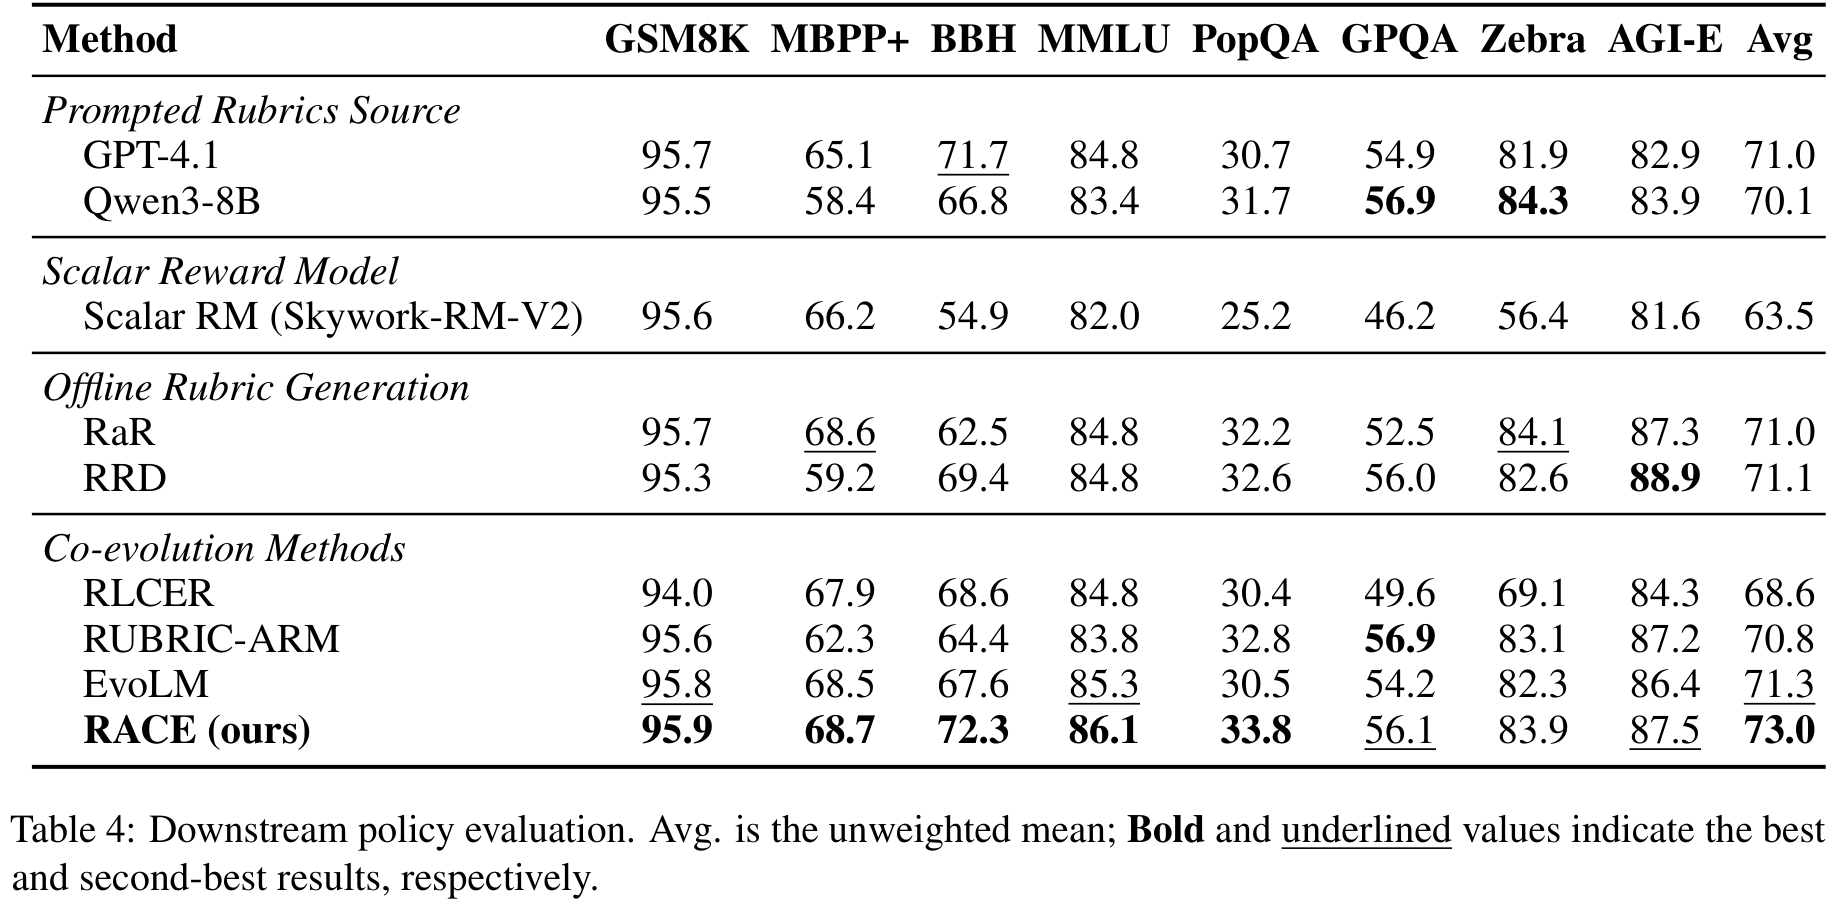 Method GSM8K MBPP+ BBH MMLU PopQA GPQA Zebra AGI-E Avg
Prompted Rubrics Source
GPT-4.1 95.7 65.1 71.7 84.8 30.7 54.9 81.9 82.9 71.0
Qwen3-8B 95.5 58.4 66.8 83.4 31.7 56.9 84.3 83.9 70.1
Scalar Reward Model
Scalar RM (Skywork-RM-V2) 95.6 66.2 54.9 82.0 25.2 46.2 56.4 81.6 63.5
Offline Rubric Generation
RaR 95.7 68.6 62.5 84.8 32.2 52.5 84.1 87.3 71.0
RRD 95.3 59.2 69.4 84.8 32.6 56.0 82.6 88.9 71.1
Co-evolution Methods
RLCER 94.0 67.9 68.6 84.8 30.4 49.6 69.1 84.3 68.6
RUBRIC-ARM 95.6 62.3 64.4 83.8 32.8 56.9 83.1 87.2 70.8
EvoLM 95.8 68.5 67.6 85.3 30.5 54.2 82.3 86.4 71.3
RACE (ours) 95.9 68.7 72.3 86.1 33.8 56.1 83.9 87.5 73.0
Table 4: Downstream policy evaluation. Avg. is the unweighted mean; Bold and underlined values indicate the best
and second-best results, respectively.